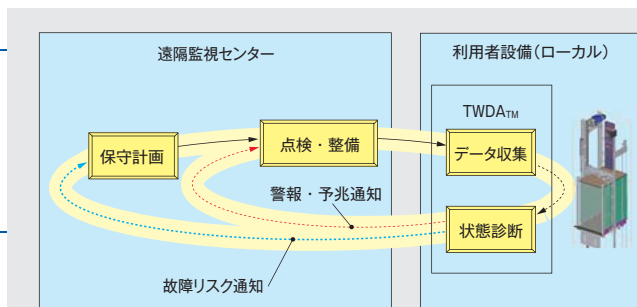 遠隔監視センター
利用者設備(ローカル)
TWDATM
保守計画
点検・整備
データ収集
警報・予兆通知
状態診断
故障リスク通知